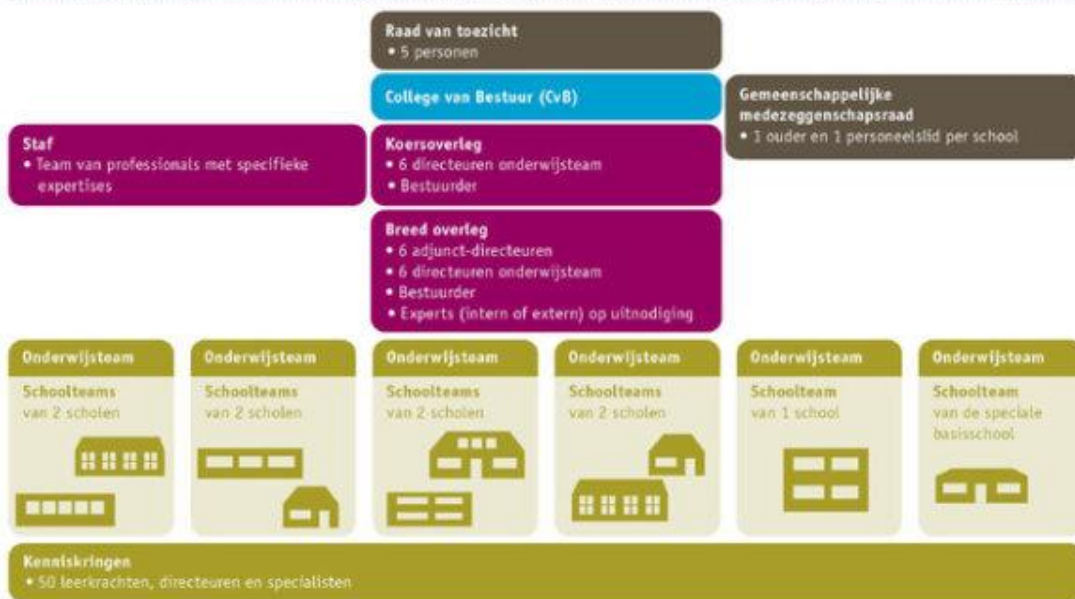 Raad van toezicht
• 5 personen
College van Bestuur (CvB)
Gemeenschappelijke
medezeggenschapsraad
• 1 ouder en 1 personeelslid per school
Staf
• Team van professionals met specifieke
expertises
Koersoverleg
• 6 directeuren onderwijsteam
• Bestuurder
Breed overleg
• 6 adjunct-directeuren
• 6 directeuren onderwijsteam
• Bestuurder
• Experts (intern of extern) op uitnodiging
Onderwijsteam
Schoolteams
van 2 scholen
Onderwijsteam
Schoolteams
van 2 scholen
Onderwijsteam
Schoolteams
van 2 scholen
Onderwijsteam
Schoolteams
van 2 scholen
Onderwijsteam
Schoolteam
van 1 school
Onderwijsteam
Schoolteam
van de speciale
basisschool
Kenniskringen
• 50 leerkrachten, directeuren en specialisten